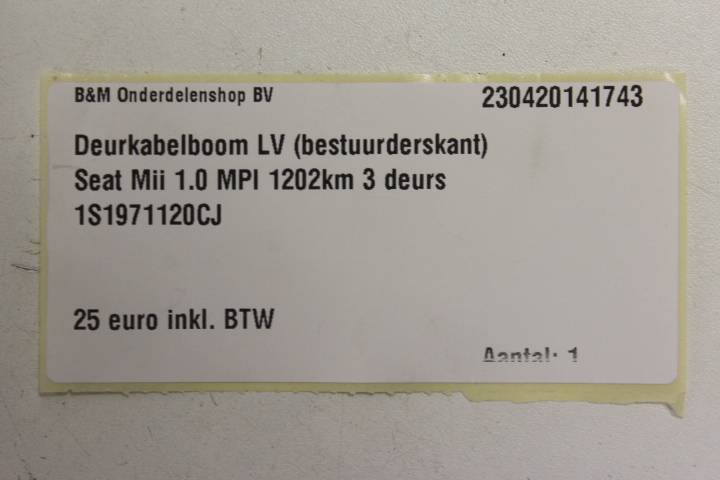 B&M Onderdelenshop BV 230420141743
Deurkabelboom LV (bestuurderskant)
Seat Mii 1.0 MPI 1202km 3 deurs
1S1971120CJ
25 euro inkl. BTW
Aantal: 1